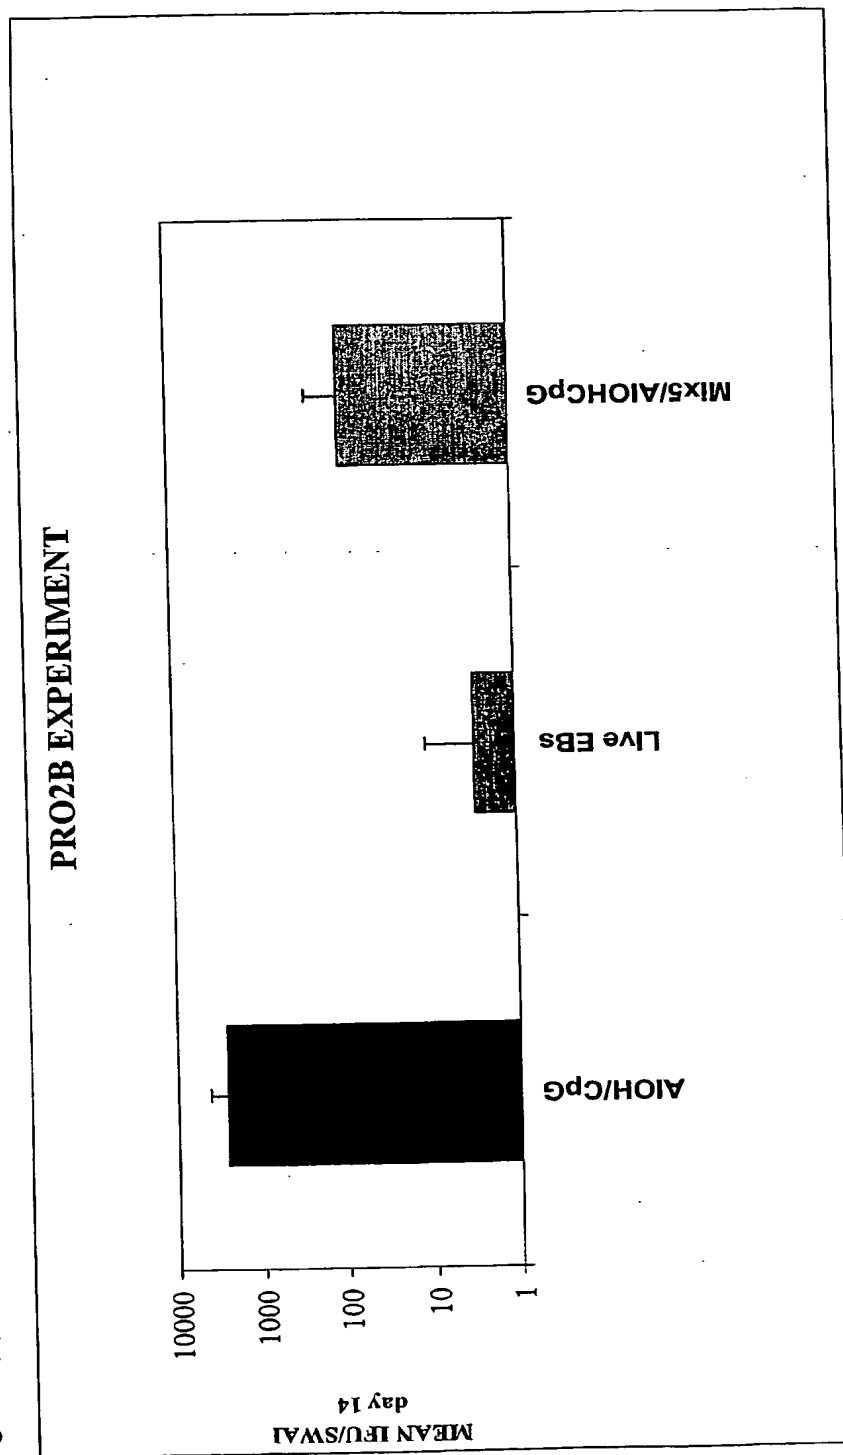 PRO2B EXPERIMENT
MEAN IFU/SWAB
day 14
10000
1000
100
10
1
AlOH/CpG
Live EBs
Mix5/AlOHCpG